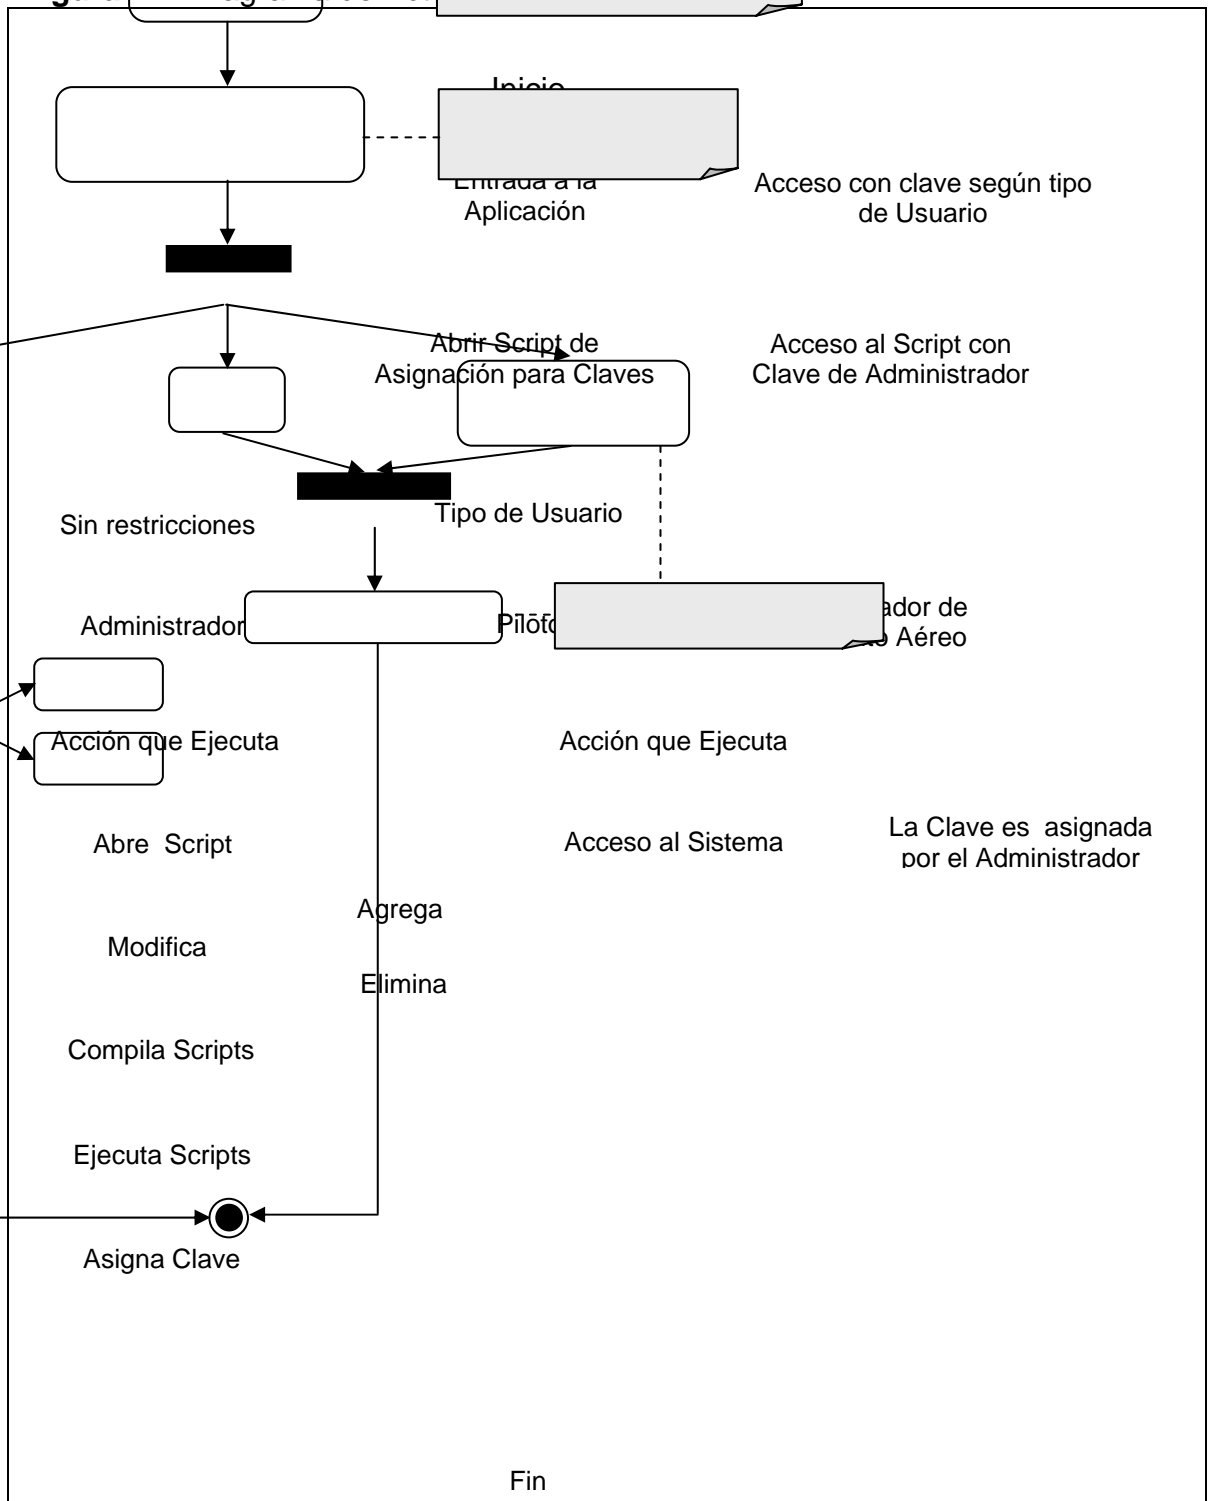 Inicio
Entrada a la
Aplicación
Acceso con clave según tipo
de Usuario
Abrir Script de
Asignación para Claves
Acceso al Script con
Clave de Administrador
Sin restricciones
Tipo de Usuario
Administrador
Aéreo
Acción que Ejecuta
Acción que Ejecuta
Abre Script
Acceso al Sistema
La Clave es asignada
por el Administrador
Agrega
Modifica
Elimina
Compila Scripts
Ejecuta Scripts
Asigna Clave
Fin